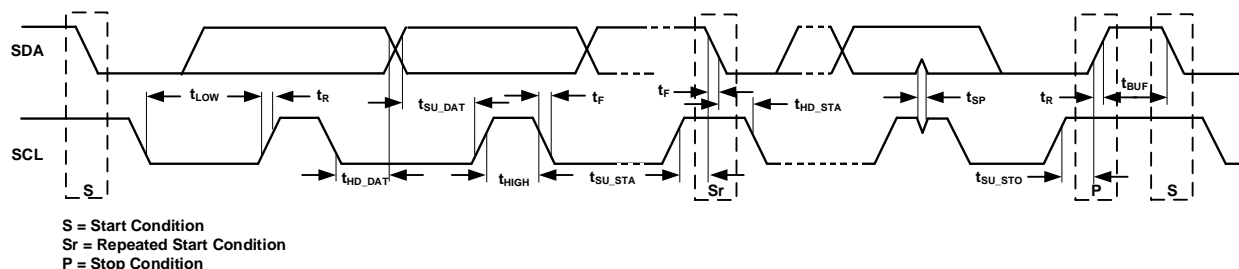 SDA
tLOW
tR
tSU_DAT
tF
tF
tHD_STA
tSP
tR
tBUF
SCL
S
tHD_DAT
tHIGH
tSU_STA
Sr
tSU_STO
P
S
S = Start Condition
Sr = Repeated Start Condition
P = Stop Condition